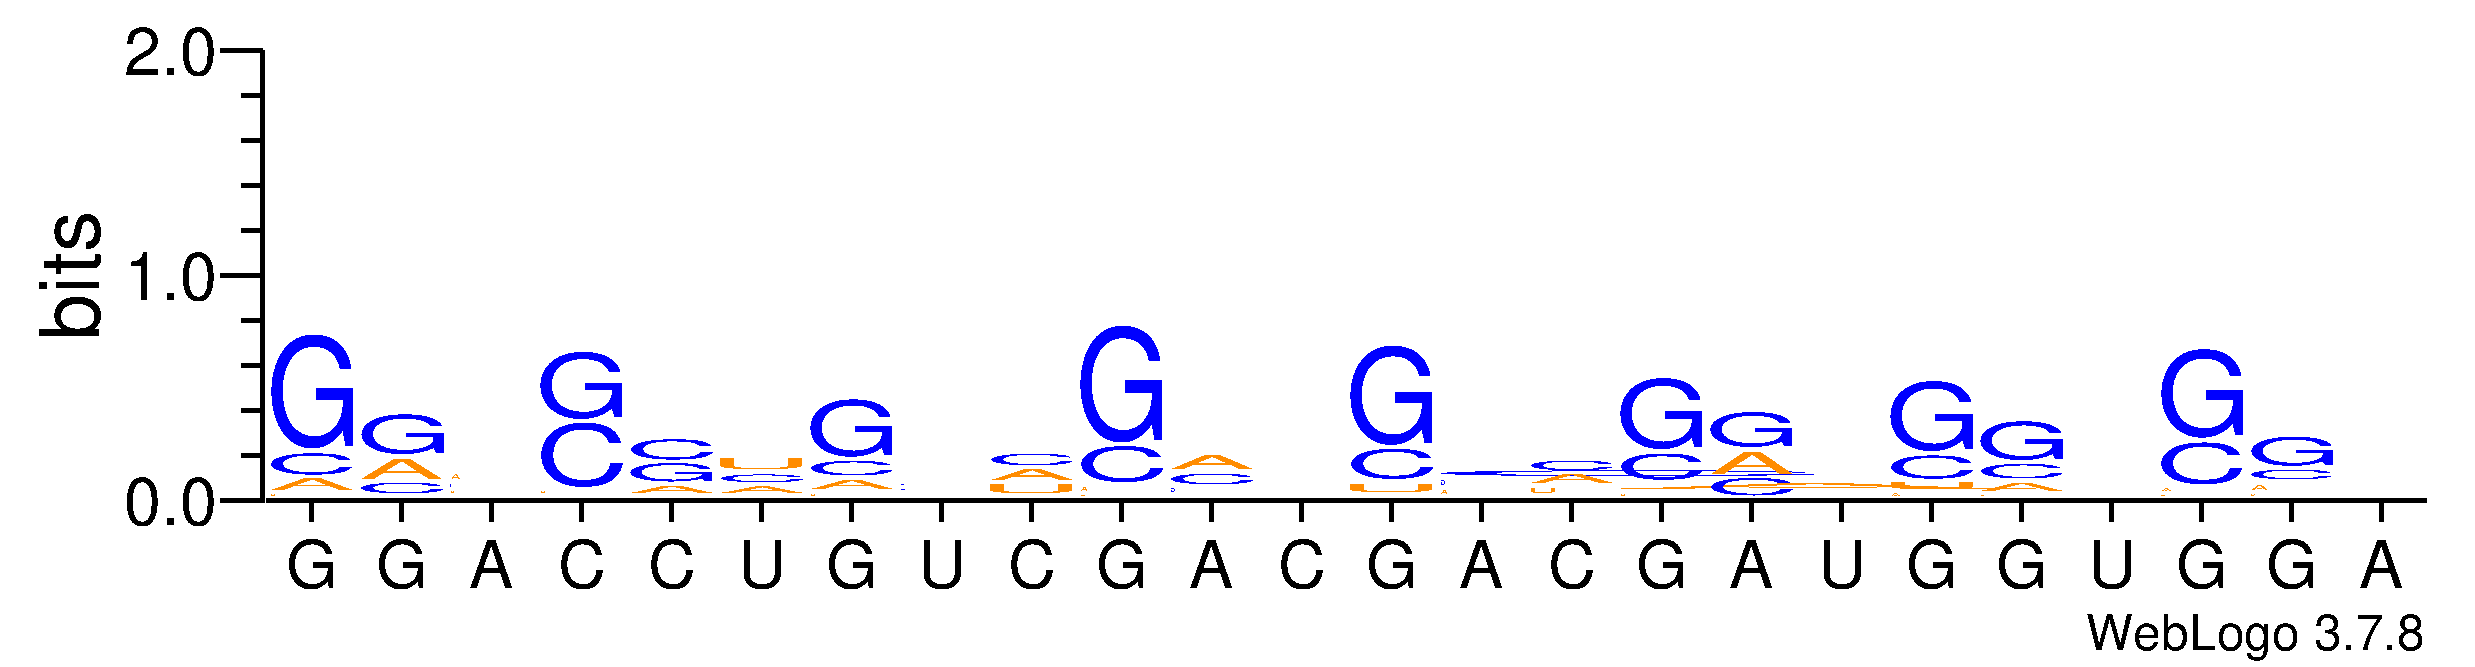 2.0
bits
1.0
0.0
G G A C C U G U C G A C G A C G A U G G U G G A
WebLogo 3.7.8